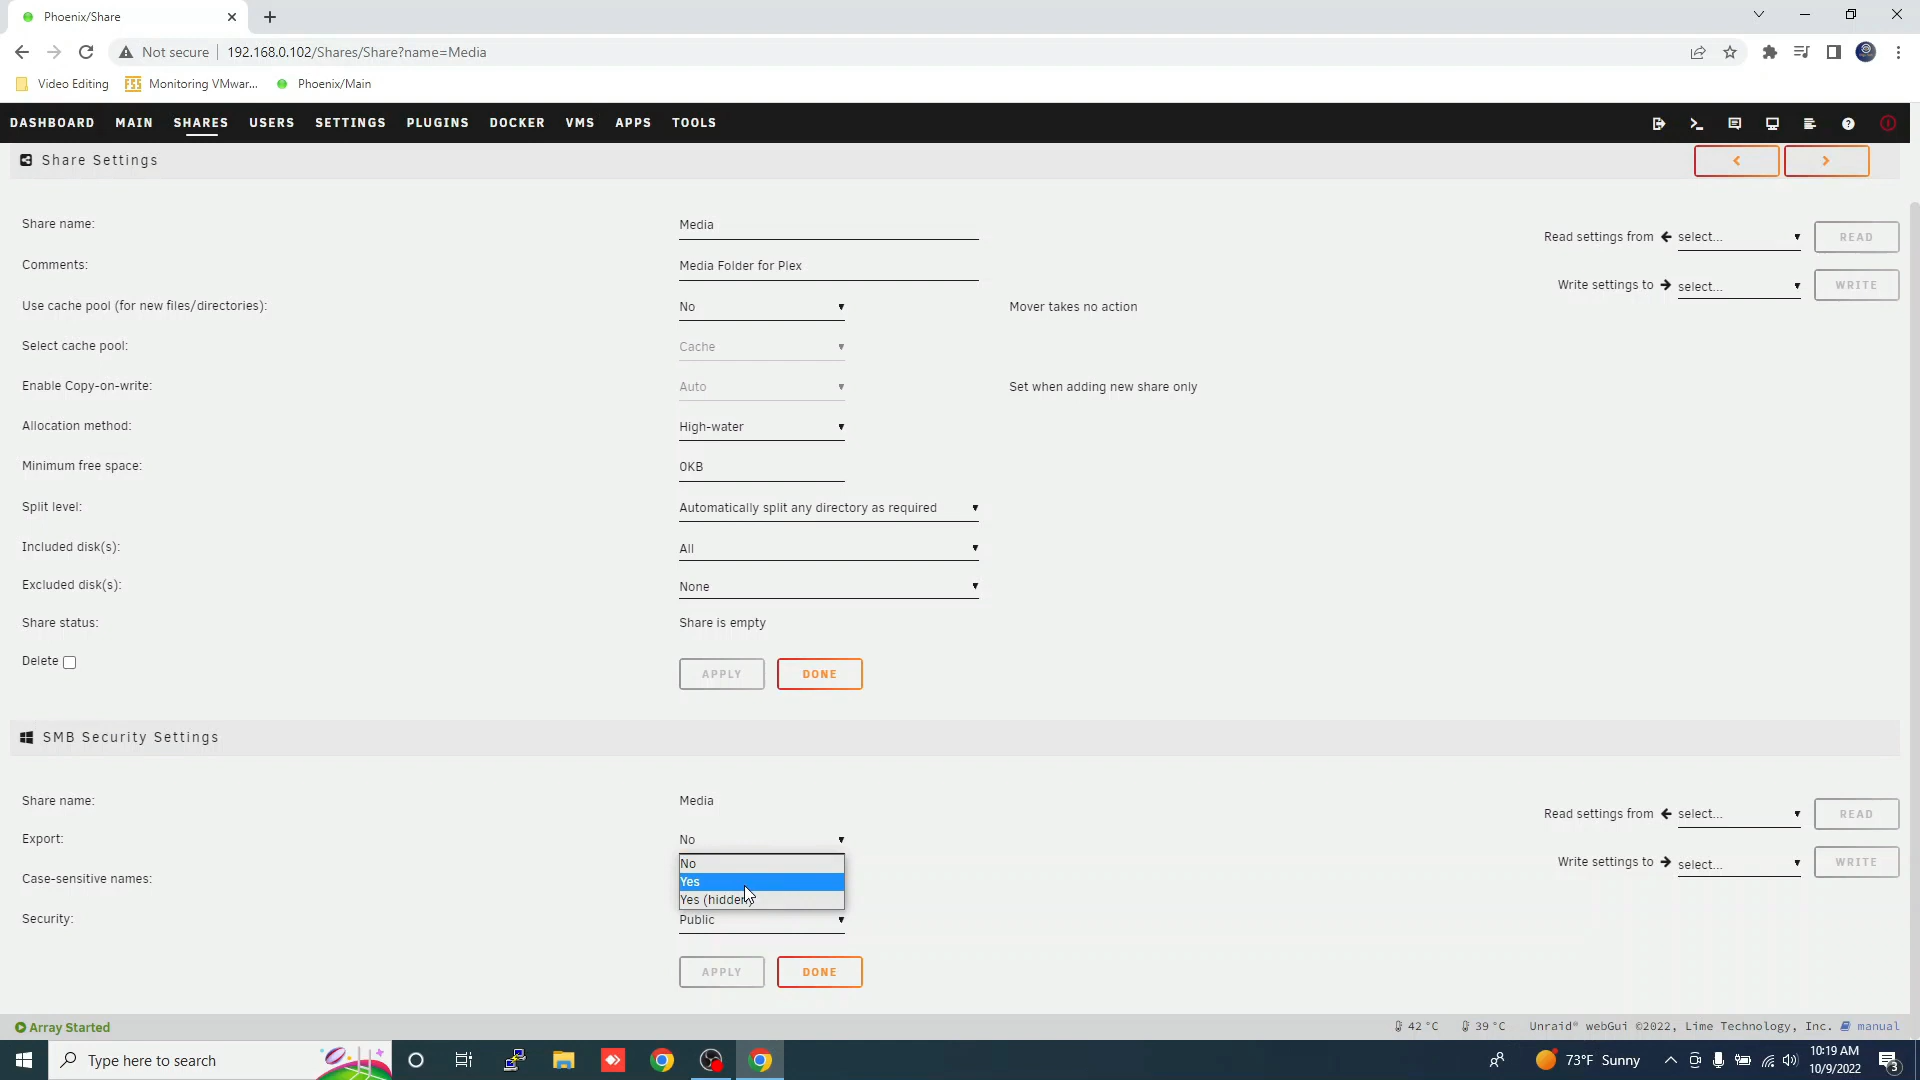 Phoenix/Share
Not secure
192.168.0.102/Shares/Share?name=Media
Video Editing
FSS
Monitoring VMwar...
Phoenix/Main
DASHBOARD MAIN SHARES USERS SETTINGS PLUGINS DOCKER VMS APPS TOOLS
Share Settings
Share name:
Media
Read settings from
select...
READ
Comments:
Media Folder for Plex
Write settings to
select...
WRITE
Use cache pool (for new files/directories):
No
Mover takes no action
Select cache pool:
Cache
Enable Copy-on-write:
Auto
Set when adding new share only
Allocation method:
High-water
Minimum free space:
0KB
Split level:
Automatically split any directory as required
Included disk(s):
All
Excluded disk(s):
None
Share status:
Share is empty
Delete
APPLY
DONE
SMB Security Settings
Share name:
Media
Read settings from
select...
READ
Export:
No
Write settings to
select...
WRITE
No
Yes
Yes (hidden)
Case-sensitive names:
Security:
Public
APPLY
DONE
Array Started
42 °C
39 °C
Unraid® webGui ©2022, Lime Technology, Inc.
manual
Type here to search
73°F Sunny
10:19 AM
10/9/2022
3